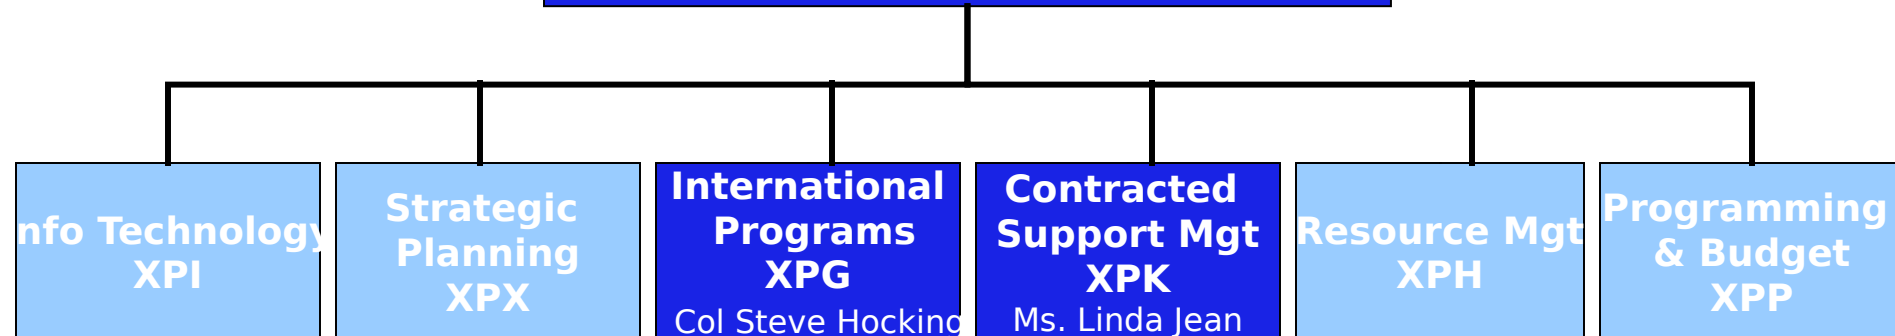 nfo Technology
XPI
Strategic
Planning
XPX
International
Programs
XPG
Col Steve Hocking
Contracted
Support Mgt
XPK
Ms. Linda Jean
Resource Mgt
XPH
Programming
& Budget
XPP